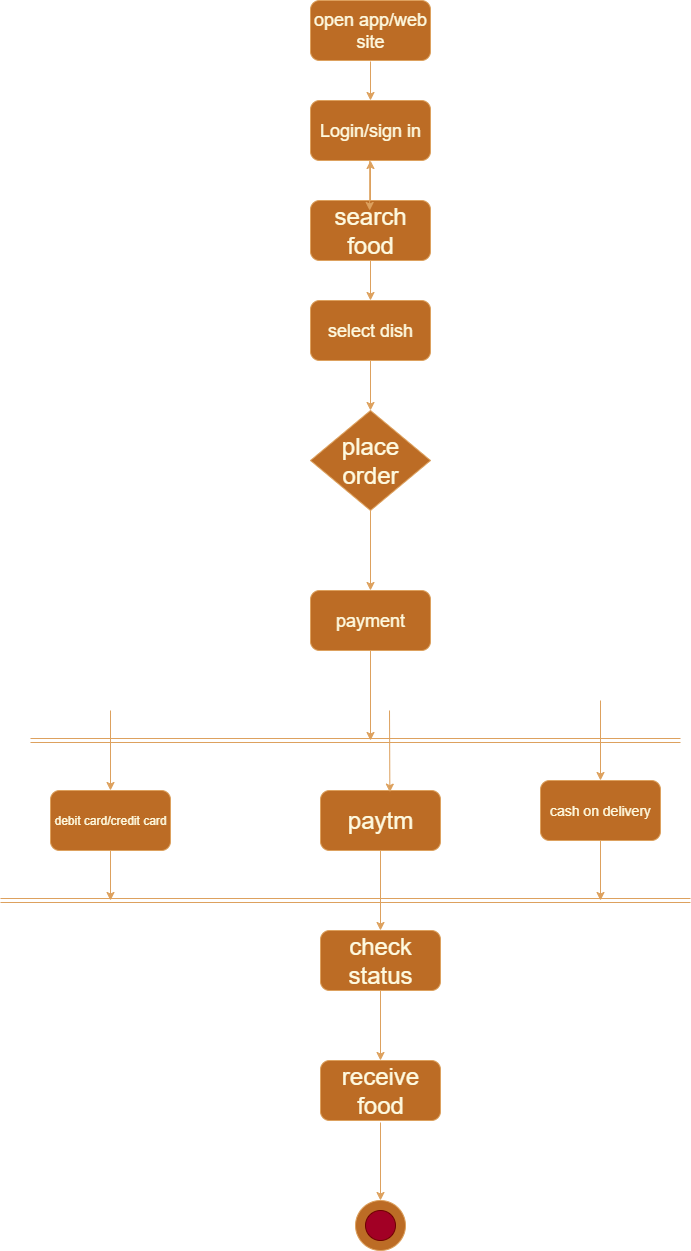 open app/web
site
Login/sign in
search
food
select dish
place
order
payment
debit card/credit card
paytm
cash on delivery
check
status
receive
food